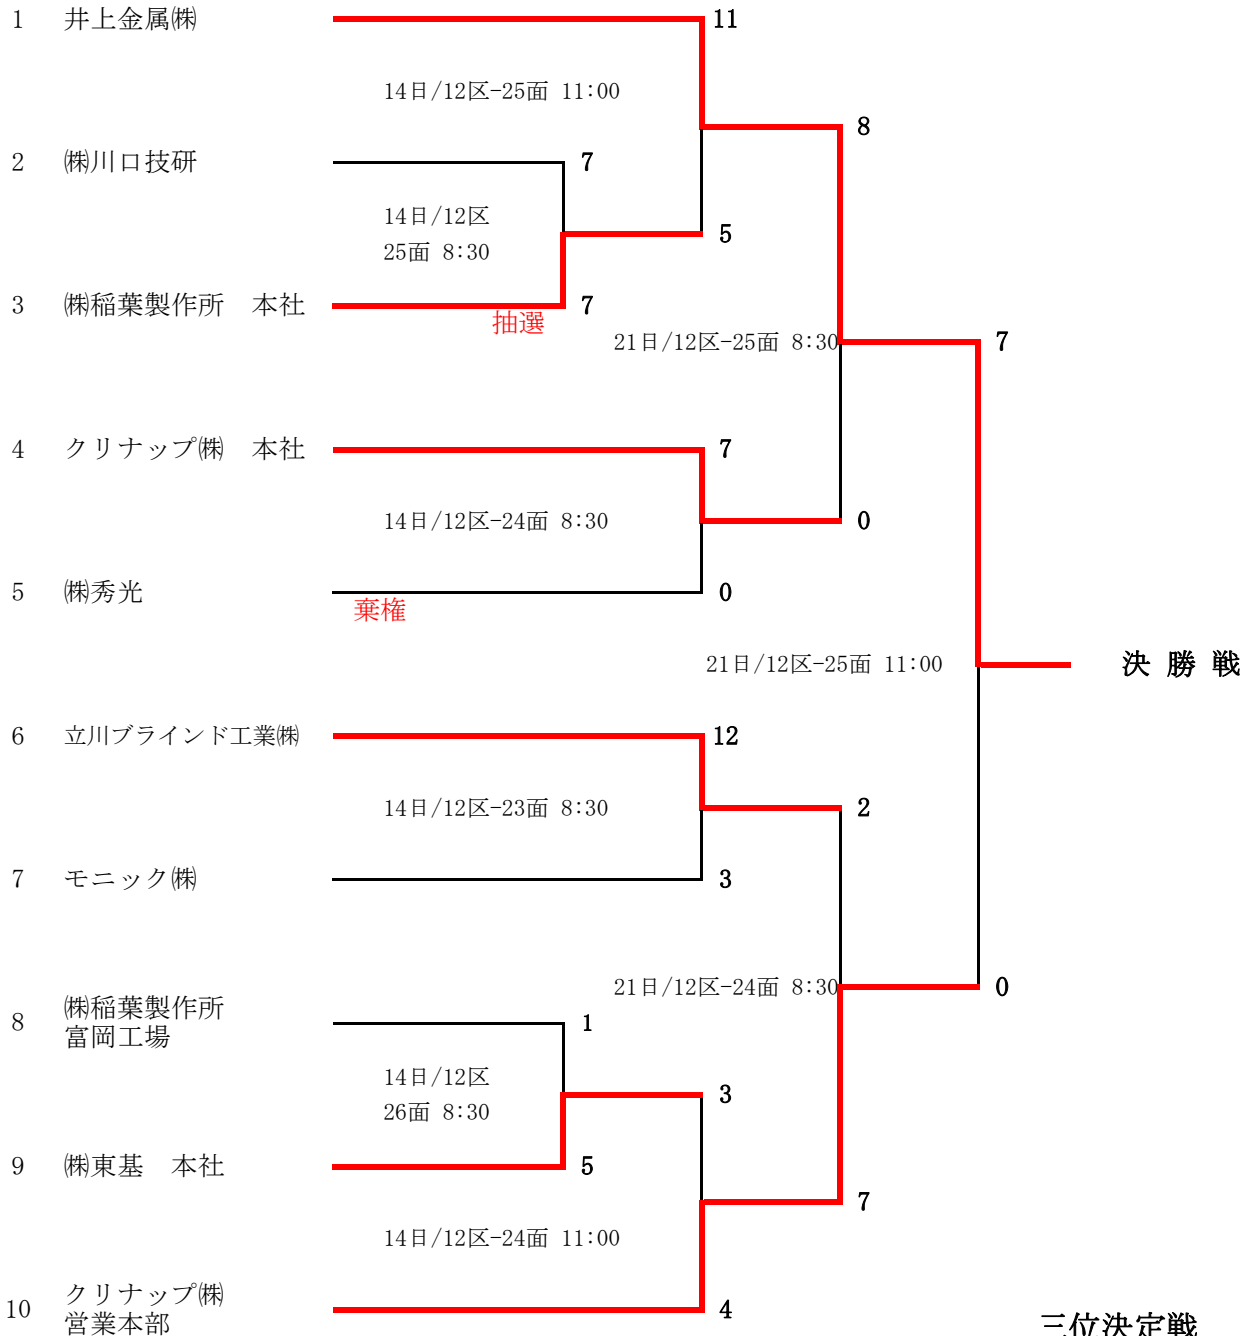 1 井上金属㈱ 11
14日/12区-25面 11:00
8
2 ㈱川口技研 7
14日/12区
25面 8:30
5
3 ㈱稲葉製作所　本社 7
抽選
21日/12区-25面 8:30 7
4 クリナップ㈱　本社 7
14日/12区-24面 8:30 0
5 ㈱秀光 0
棄権
21日/12区-25面 11:00 決 勝 戦
6 立川ブラインド工業㈱ 12
14日/12区-23面 8:30 2
7 モニック㈱ 3
21日/12区-24面 8:30 0
8 ㈱稲葉製作所
富岡工場
1
14日/12区
26面 8:30
3
9 ㈱東基　本社 5
7
14日/12区-24面 11:00
10 クリナップ㈱
営業本部
4
三位決定戦